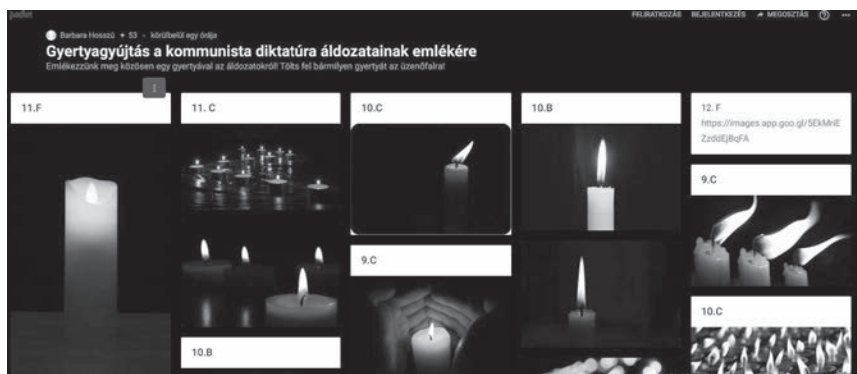 padlet
FELIRATKOZÁS BEJELENTKEZÉS MEGOSZTÁS
Barbara Hosszú + 53 • körülbelül egy órája
Gyertyagyújtás a kommunista diktatúra áldozatainak emlékére
Emlékezzünk meg közösen egy gyertyával az áldozatokról! Tölts fel bármilyen gyertyát az üzenőfalra!
1
11.F
11. C
10.B
10.C
9.C
10.B
12. F
https://images.app.goo.gl/5EkMriE
ZzddEjBqFA
9.C
10.C